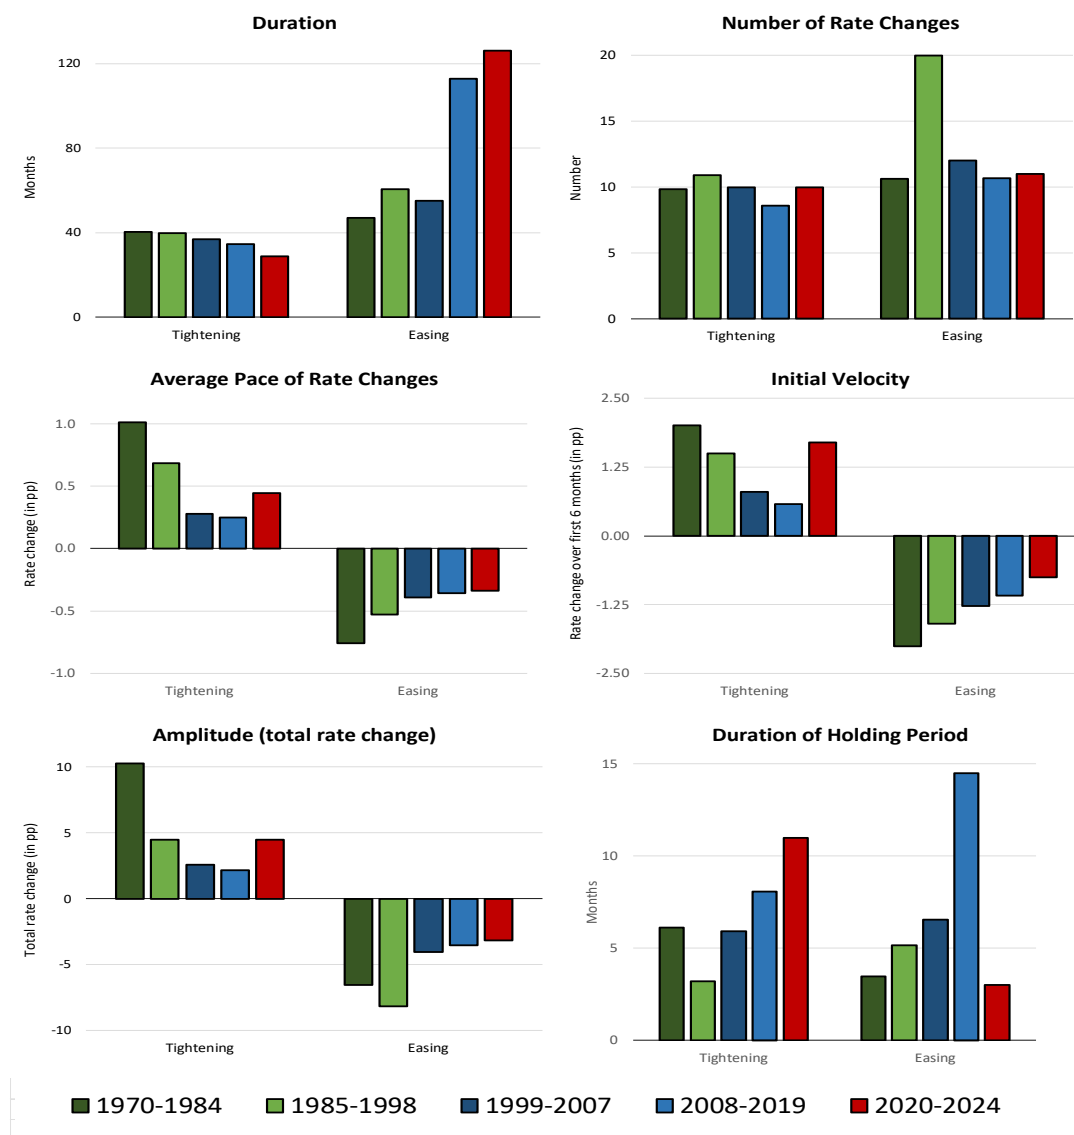 Duration
Months
120
80
40
0
Tightening Easing
Number of Rate Changes
Number
20
15
10
5
0
Tightening Easing
Average Pace of Rate Changes
Rate change (in pp)
1.0
0.5
0.0
-0.5
-1.0
Tightening Easing
Initial Velocity
Rate change over first 6 months (in pp)
2.50
1.25
0.00
-1.25
-2.50
Tightening Easing
Amplitude (total rate change)
Total rate change (in pp)
10
5
0
-5
-10
Tightening Easing
Duration of Holding Period
Months
15
10
5
0
Tightening Easing
1970-1984 1985-1998 1999-2007 2008-2019 2020-2024